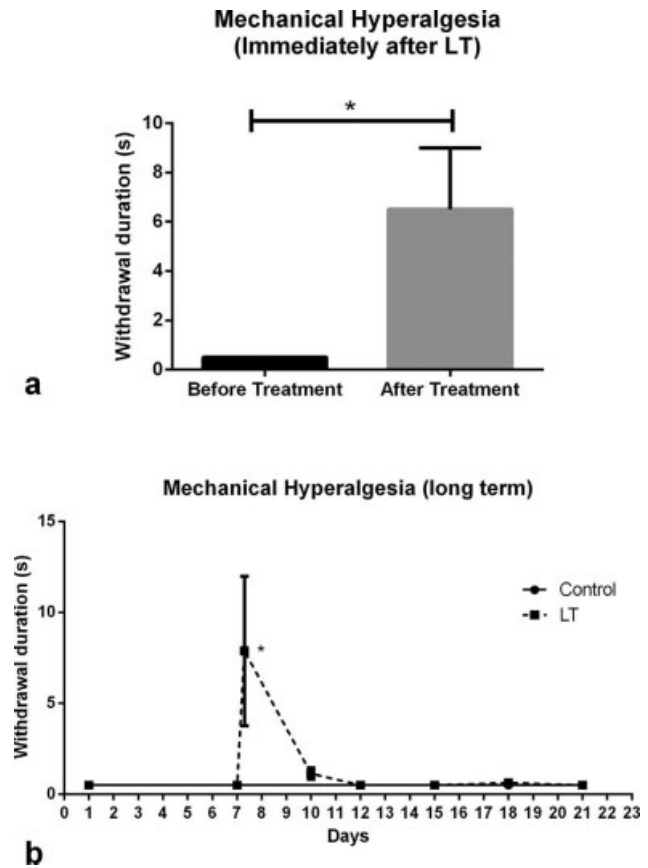 Mechanical Hyperalgesia
(Immediately after LT)
*
10
8
6
4
2
0
Withdrawal duration (s)
Before Treatment After Treatment
a
Mechanical Hyperalgesia (long term)
15
10
5
0
Withdrawal duration (s)
*
Control
LT
0 1 2 3 4 5 6 7 8 9 10 11 12 13 14 15 16 17 18 19 20 21 22 23
Days
b